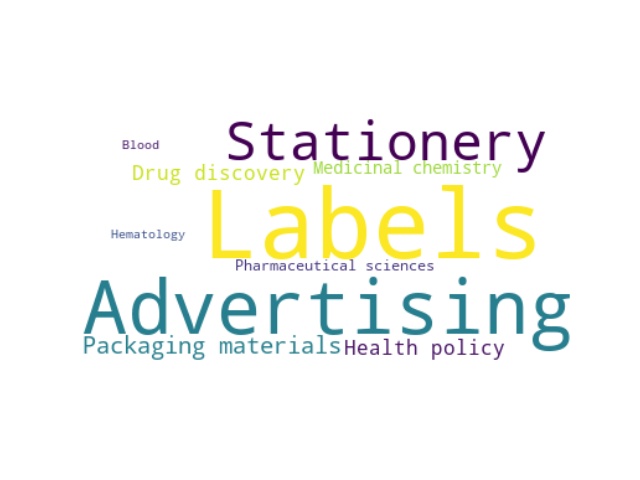 Stationery
Blood
Medicinal chemistry
Drug discovery
Labels
Hematology
Pharmaceutical sciences
Advertising
Packaging materials
Health policy